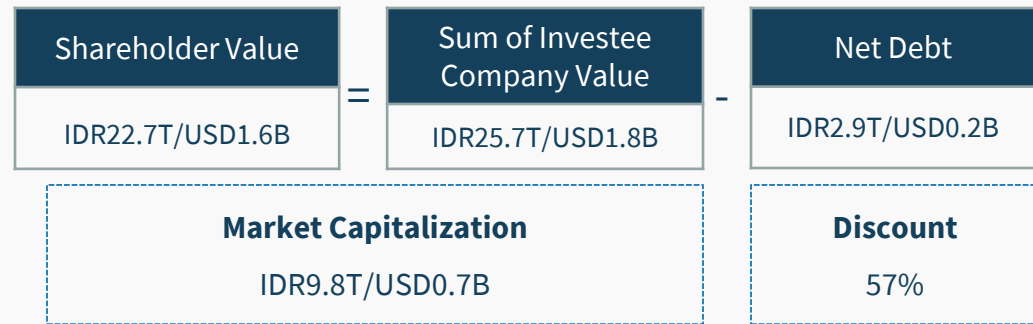 Shareholder Value
=
Sum of Investee
Company Value
-
Net Debt
IDR22.7T/USD1.6B
IDR25.7T/USD1.8B
IDR2.9T/USD0.2B
Market Capitalization
IDR9.8T/USD0.7B
Discount
57%